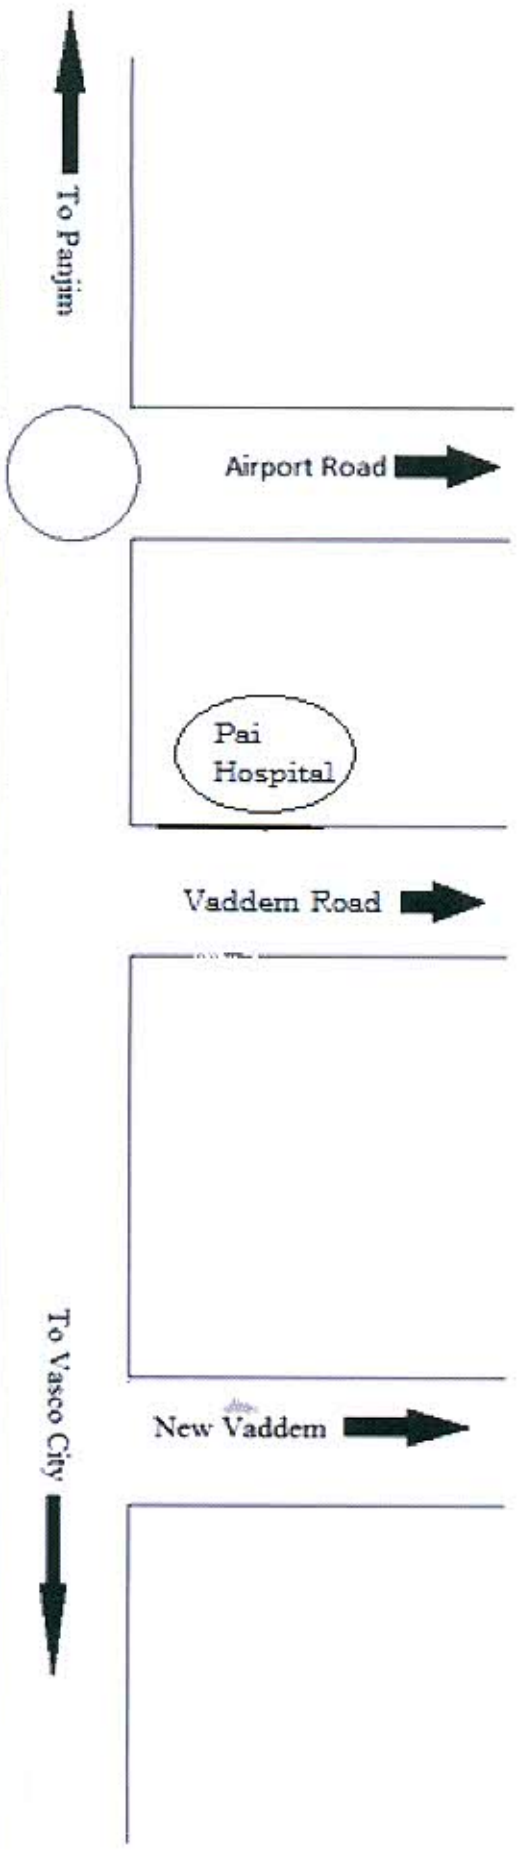 To Panjim
Airport Road
Pai
Hospital
Vaddem Road
To Vasco City
New Vaddem